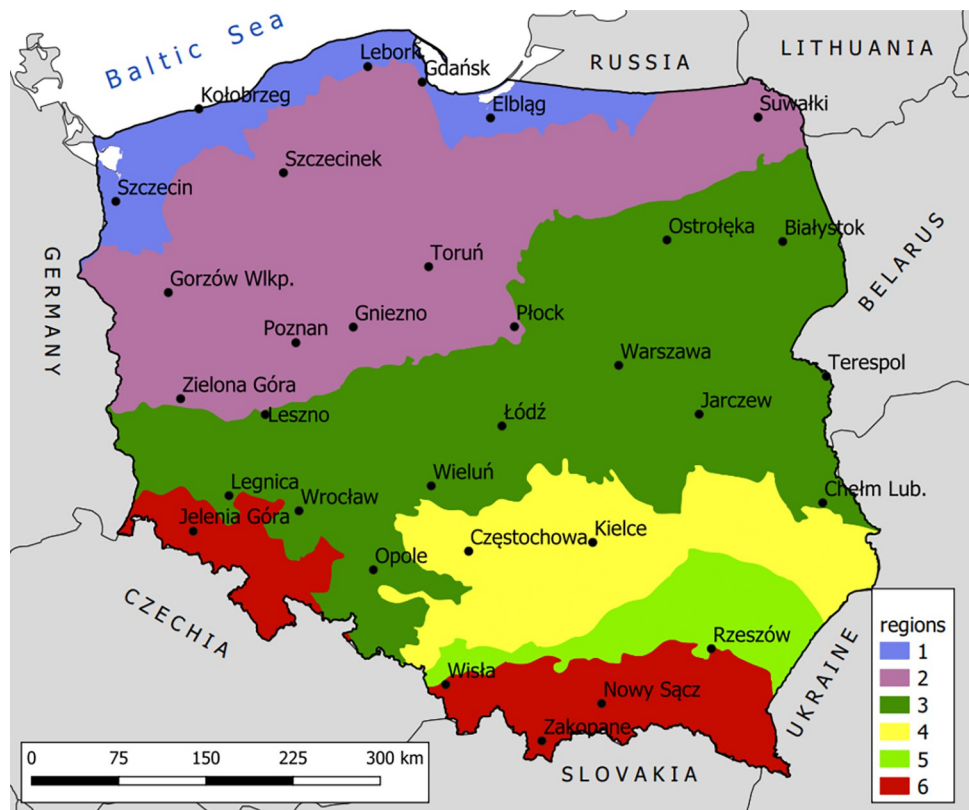 Baltic Sea
LITHUANIA
RUSSIA
Lebork
Gdańsk
Kołobrzeg
Elbląg
Suwałki
Szczecinek
Szczecin
Ostrołęka
Białystok
BELARUS
GERMANY
Toruń
Gorzów Wlkp.
Gniezno
Płock
Poznan
Warszawa
Terespol
Zielona Góra
Leszno
Łódź
Jarczew
Legnica
Wieluń
Wrocław
Chełm Lub.
Jelenia Góra
Częstochowa
Kielce
Opole
CZECHIA
Rzeszów
UKRAINE
Wisła
Nowy Sącz
Zakopane
SLOVAKIA
regions
1
2
3
4
5
6
0 75 150 225 300 km